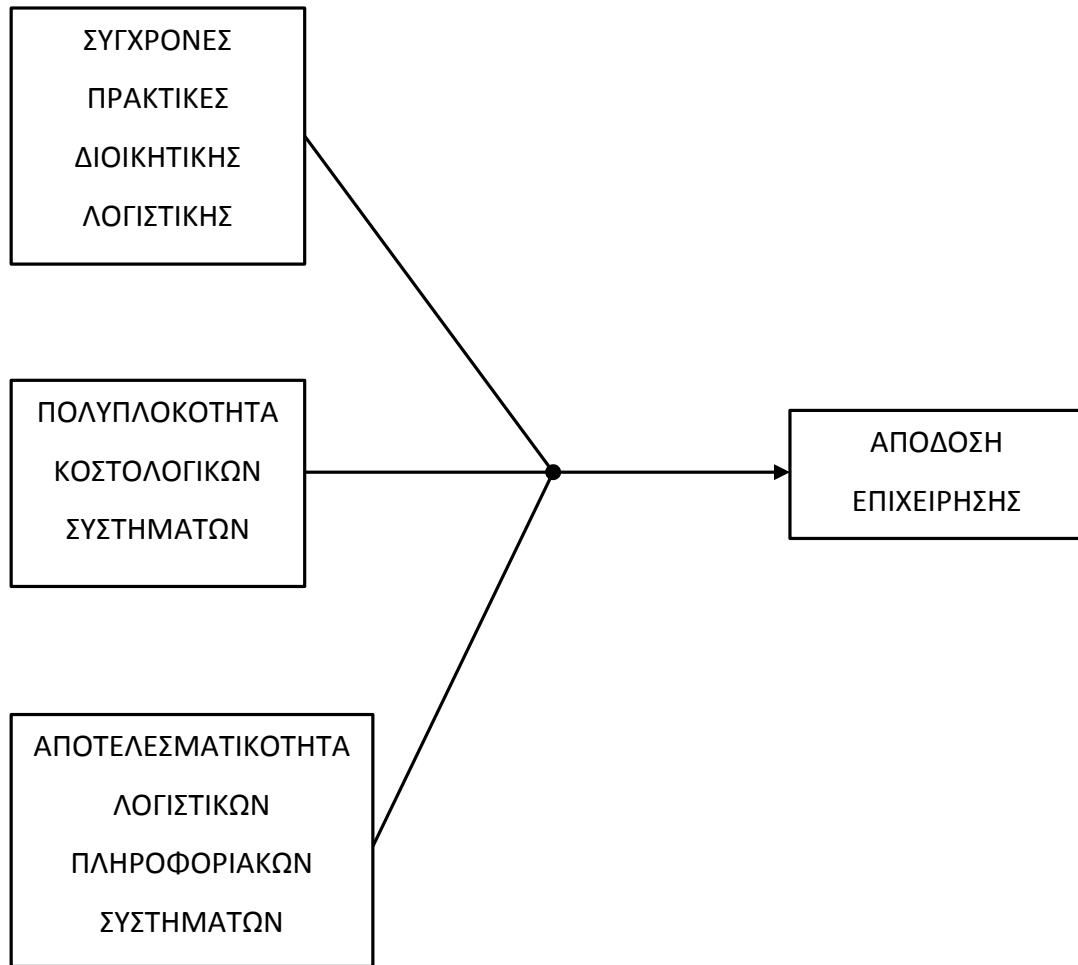 ΣΥΓΧΡΟΝΕΣ
ΠΡΑΚΤΙΚΕΣ
ΔΙΟΙΚΗΤΙΚΗΣ
ΛΟΓΙΣΤΙΚΗΣ
ΠΟΛΥΠΛΟΚΟΤΗΤΑ
ΚΟΣΤΟΛΟΓΙΚΩΝ
ΣΥΣΤΗΜΑΤΩΝ
ΑΠΟΔΟΣΗ
ΕΠΙΧΕΙΡΗΣΗΣ
ΑΠΟΤΕΛΕΣΜΑΤΙΚΟΤΗΤΑ
ΛΟΓΙΣΤΙΚΩΝ
ΠΛΗΡΟΦΟΡΙΑΚΩΝ
ΣΥΣΤΗΜΑΤΩΝ